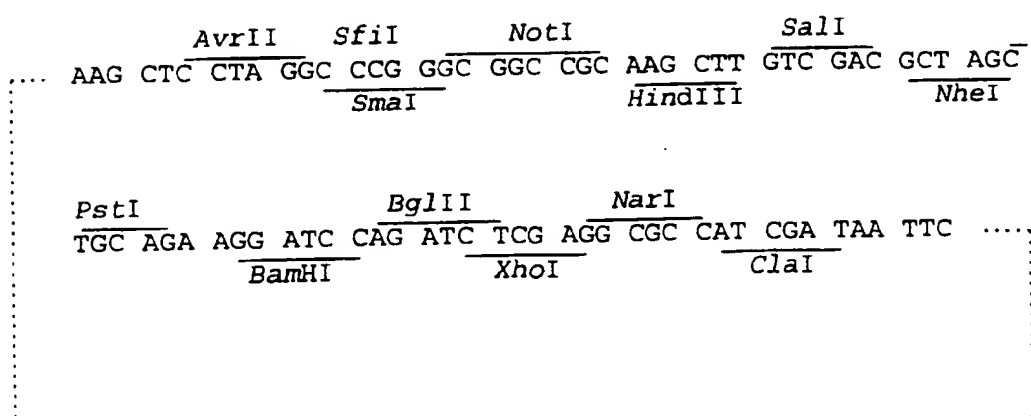 AvrII SfiI NotI SalI
.... AAG CTC CTA GGC CCG GGC GGC CGC AAG CTT GTC GAC GCT AGC
SmaI HindIII NheI
PstI BglII NarI
TGC AGA AGG ATC CAG ATC TCG AGG CGC CAT CGA TAA TTC .....
BamHI XhoI ClaI